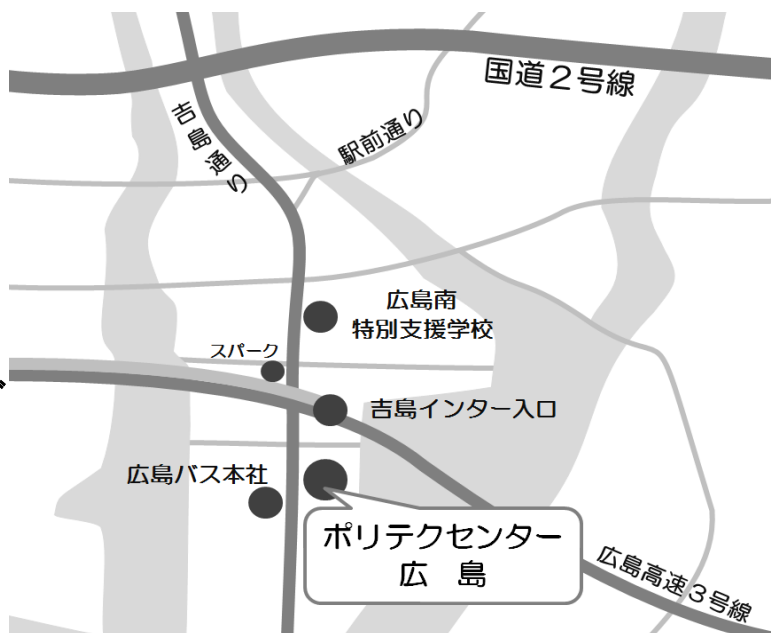 国道２号線
吉島通り
駅前通り
広島南
特別支援学校
スパーク
吉島インター入口
広島バス本社
ポリテクセンター
広　島
広島高速３号線